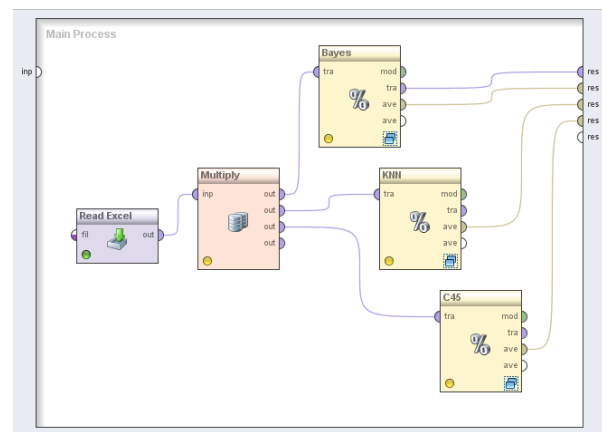 Main Process
inp
res
res
res
res
res
Bayes
tra
mod
tra
ave
ave
Multiply
inp
out
out
out
out
KNN
tra
mod
tra
ave
ave
Read Excel
fil
out
C45
tra
mod
tra
ave
ave